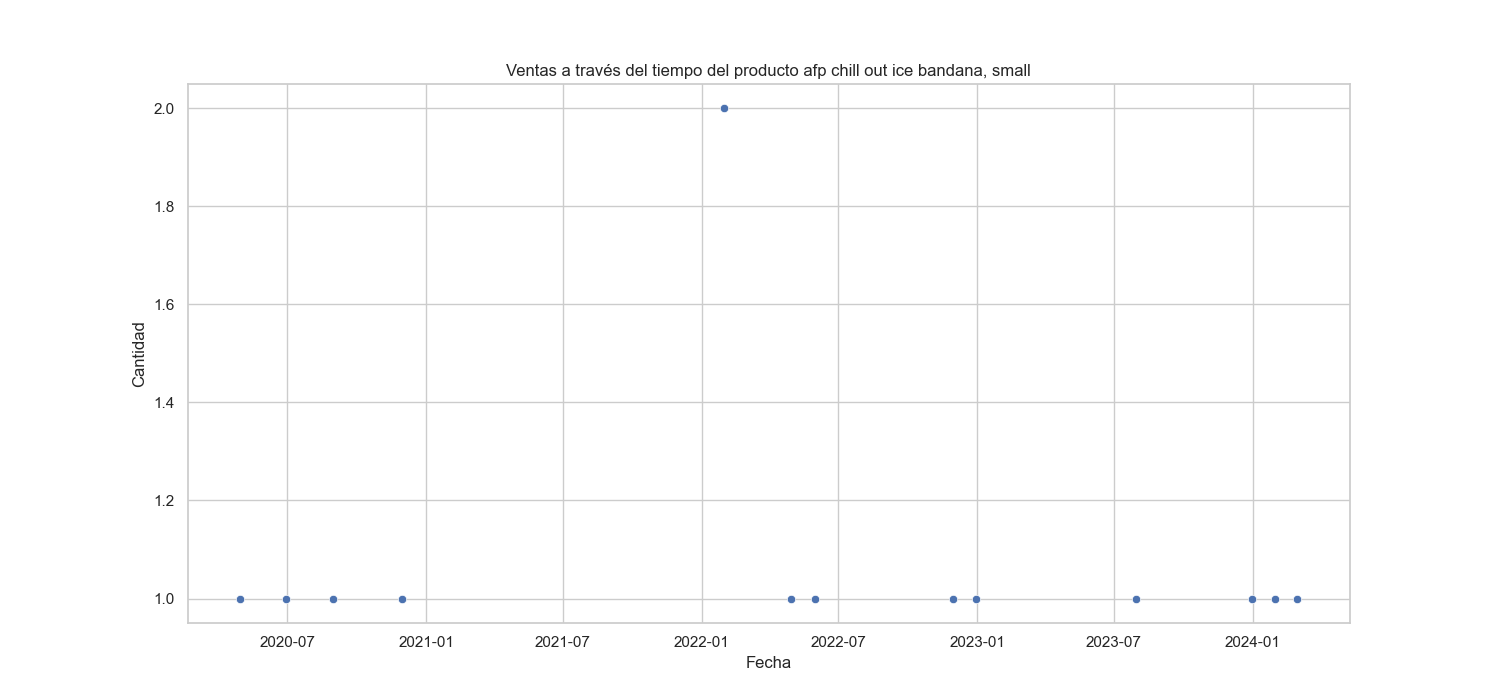 Ventas a través del tiempo del producto afp chill out ice bandana, small
2.0
1.8
1.6
1.4
1.2
1.0
Cantidad
2020-07 2021-01 2021-07 2022-01 2022-07 2023-01 2023-07 2024-01
Fecha